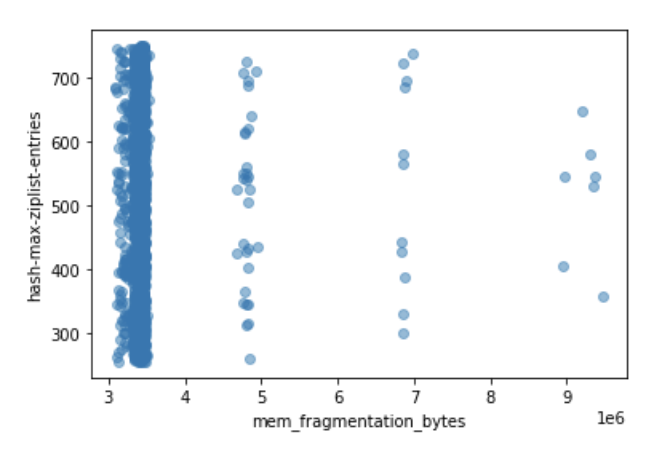 700
600
500
400
300
hash-max-ziplist-entries
3 4 5 6 7 8 9
1e6
mem_fragmentation_bytes